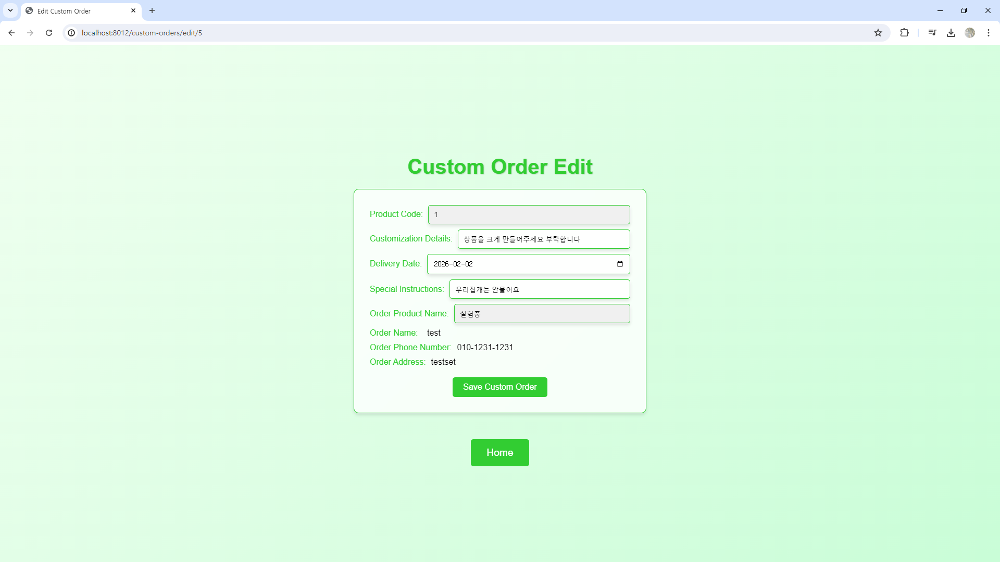 Edit Custom Order
localhost:8012/custom-orders/edit/5
Custom Order Edit
Product Code: 1
Customization Details: 상품을 크게 만들어주세요 부탁합니다
Delivery Date: 2026-02-02
Special Instructions: 우리집개는 안물어요
Order Product Name: 실험중
Order Name: test
Order Phone Number: 010-1231-1231
Order Address: testset
Save Custom Order
Home